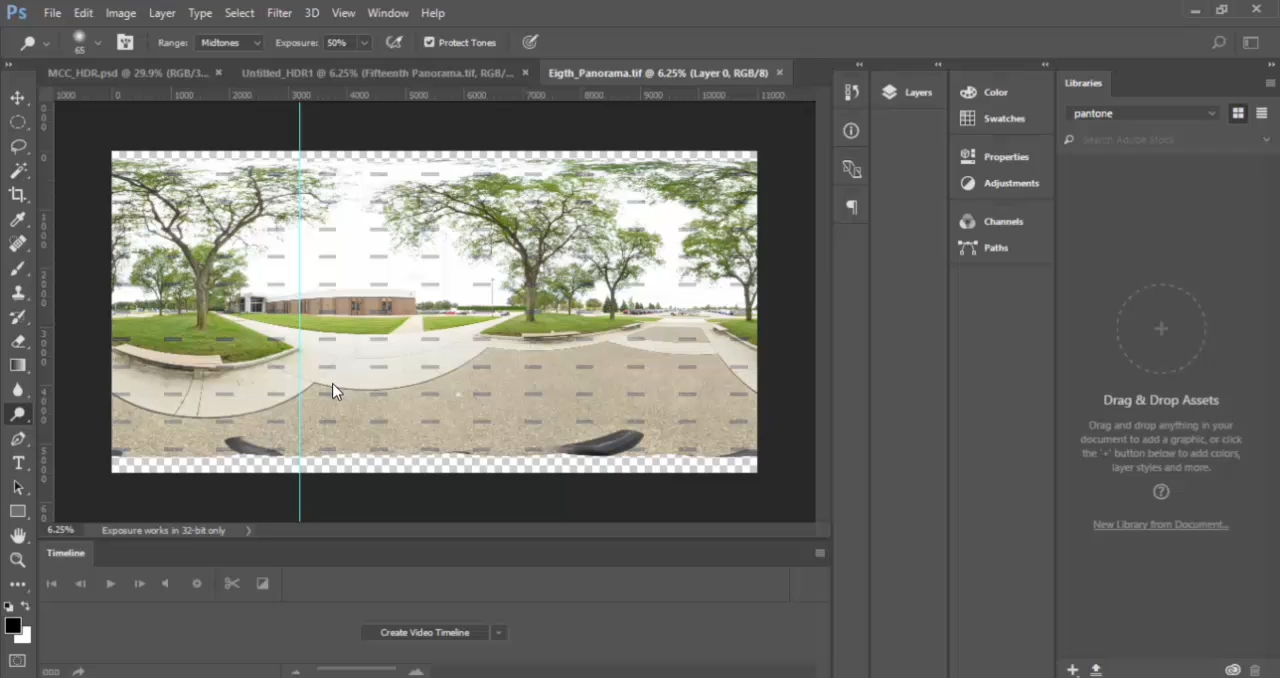 Ps File Edit Image Layer Type Select Filter 3D View Window Help
65 Range: Midtones Exposure: 50% Protect Tones
MCC_HDR.psd @ 29.9% (RGB/3... × Untitled_HDR1 @ 6.25% (Fifteenth Panorama.tif, RGB/... × Eigth_Panorama.tif @ 6.25% (Layer 0, RGB/8) ×
1000 0 1000 2000 3000 4000 5000 6000 7000 8000 9000 10000 11000
Layers
Color
Swatches
Properties
Adjustments
Channels
Paths
Libraries
pantone
Search Adobe Stock
Drag & Drop Assets
Drag and drop anything in your
document to add a graphic, or click
the '+' button below to add colors,
layer styles and more.
New Library from Document...
6.25% Exposure works in 32-bit only
Timeline
Create Video Timeline